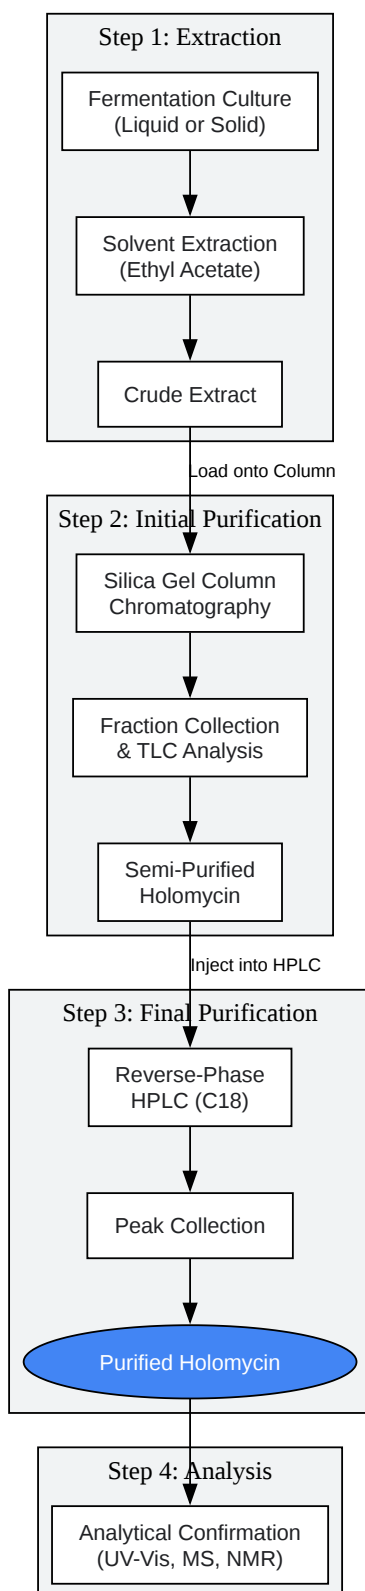 Step 1: Extraction
Fermentation Culture
(Liquid or Solid)
Solvent Extraction
(Ethyl Acetate)
Crude Extract
Load onto Column
Step 2: Initial Purification
Silica Gel Column
Chromatography
Fraction Collection
& TLC Analysis
Semi-Purified
Holomycin
Inject into HPLC
Step 3: Final Purification
Reverse-Phase
HPLC (C18)
Peak Collection
Purified Holomycin
Step 4: Analysis
Analytical Confirmation
(UV-Vis, MS, NMR)